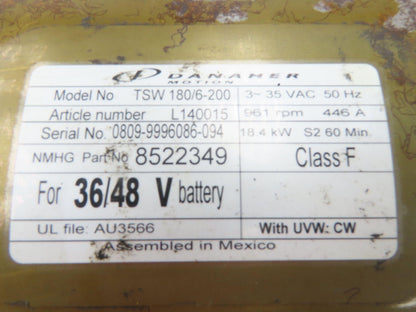 DANAHER
MOTION
Model No TSW 180/6-200 3~ 35 VAC 50 Hz
Article number L140015 961 rpm 446 A
Serial No. 0809-9996086-094 18.4 kW S2 60 Min.
NMHG Part No 8522349 Class F
For 36/48 V battery
UL file: AU3566 With UVW: CW
Assembled in Mexico